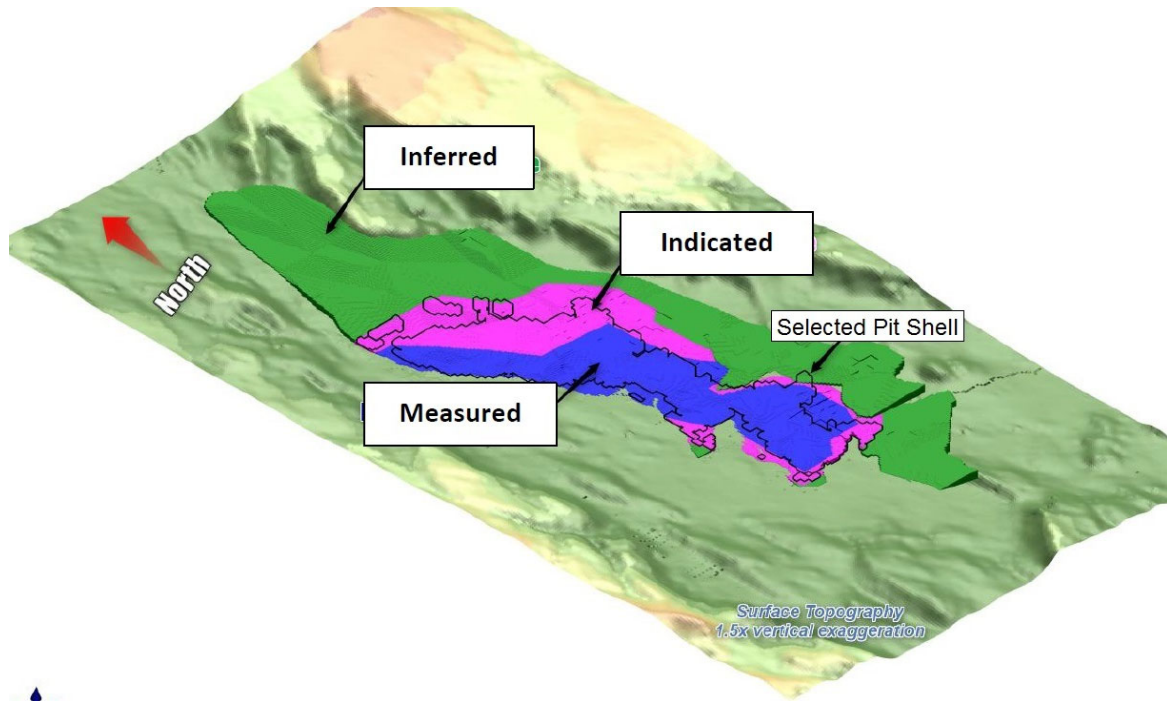 Inferred
Indicated
North
Selected Pit Shell
Measured
Surface Topography
1.5x vertical exaggeration